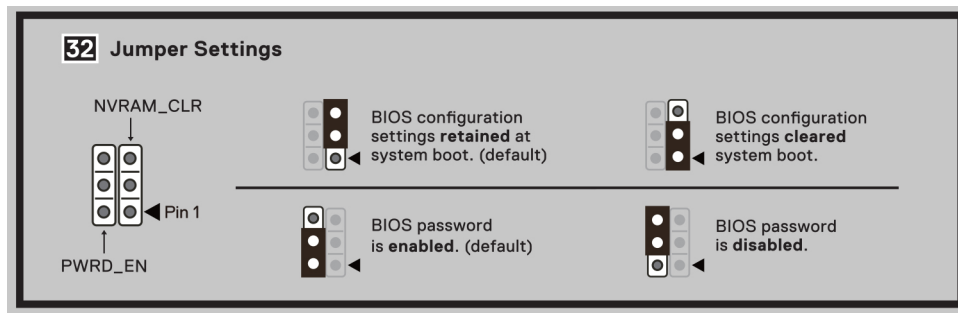 32 Jumper Settings
NVRAM_CLR
Pin 1
PWRD_EN
BIOS configuration
settings retained at
system boot. (default)
BIOS configuration
settings cleared
system boot.
BIOS password
is enabled. (default)
BIOS password
is disabled.